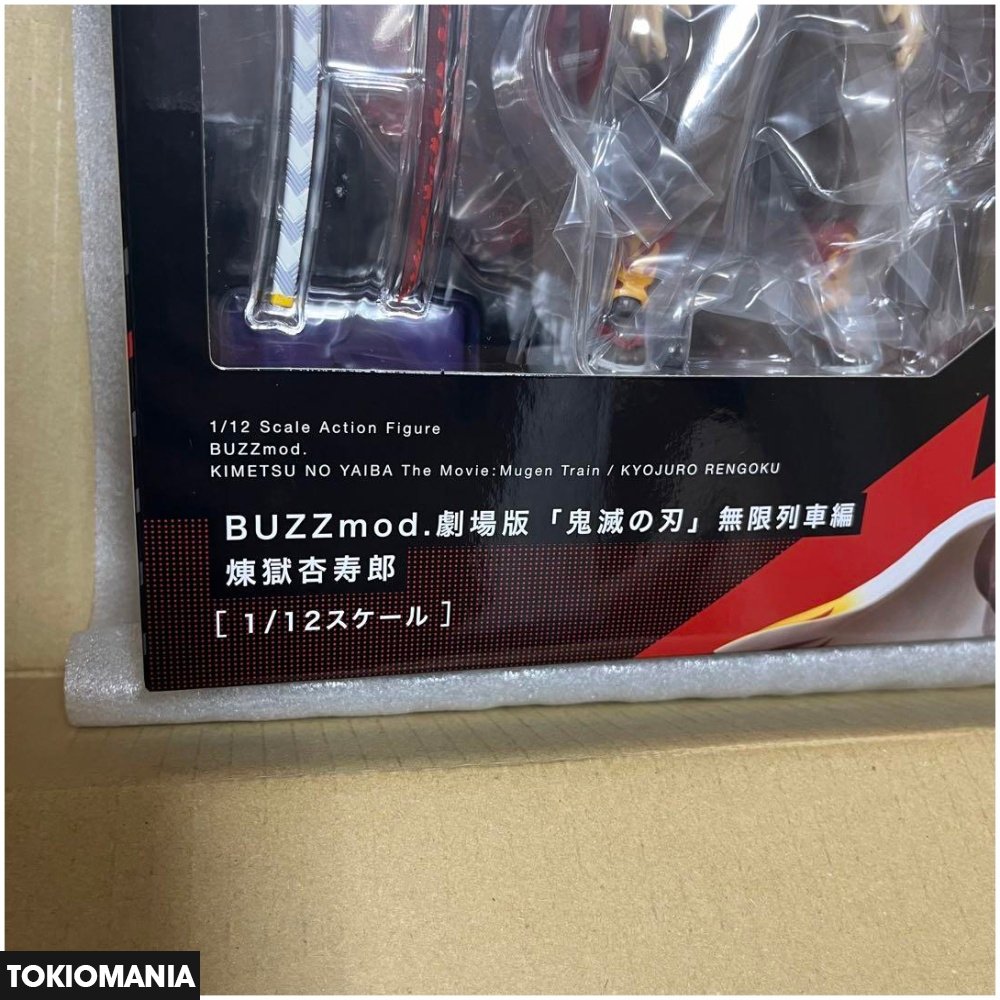 1/12 Scale Action Figure
BUZZmod.
KIMETSU NO YAIBA The Movie:Mugen Train / KYOJURO RENGOKU
BUZZmod.劇場版「鬼滅の刃」無限列車編
煉獄杏寿郎
[ 1/12スケール ]
TOKIOMANIA